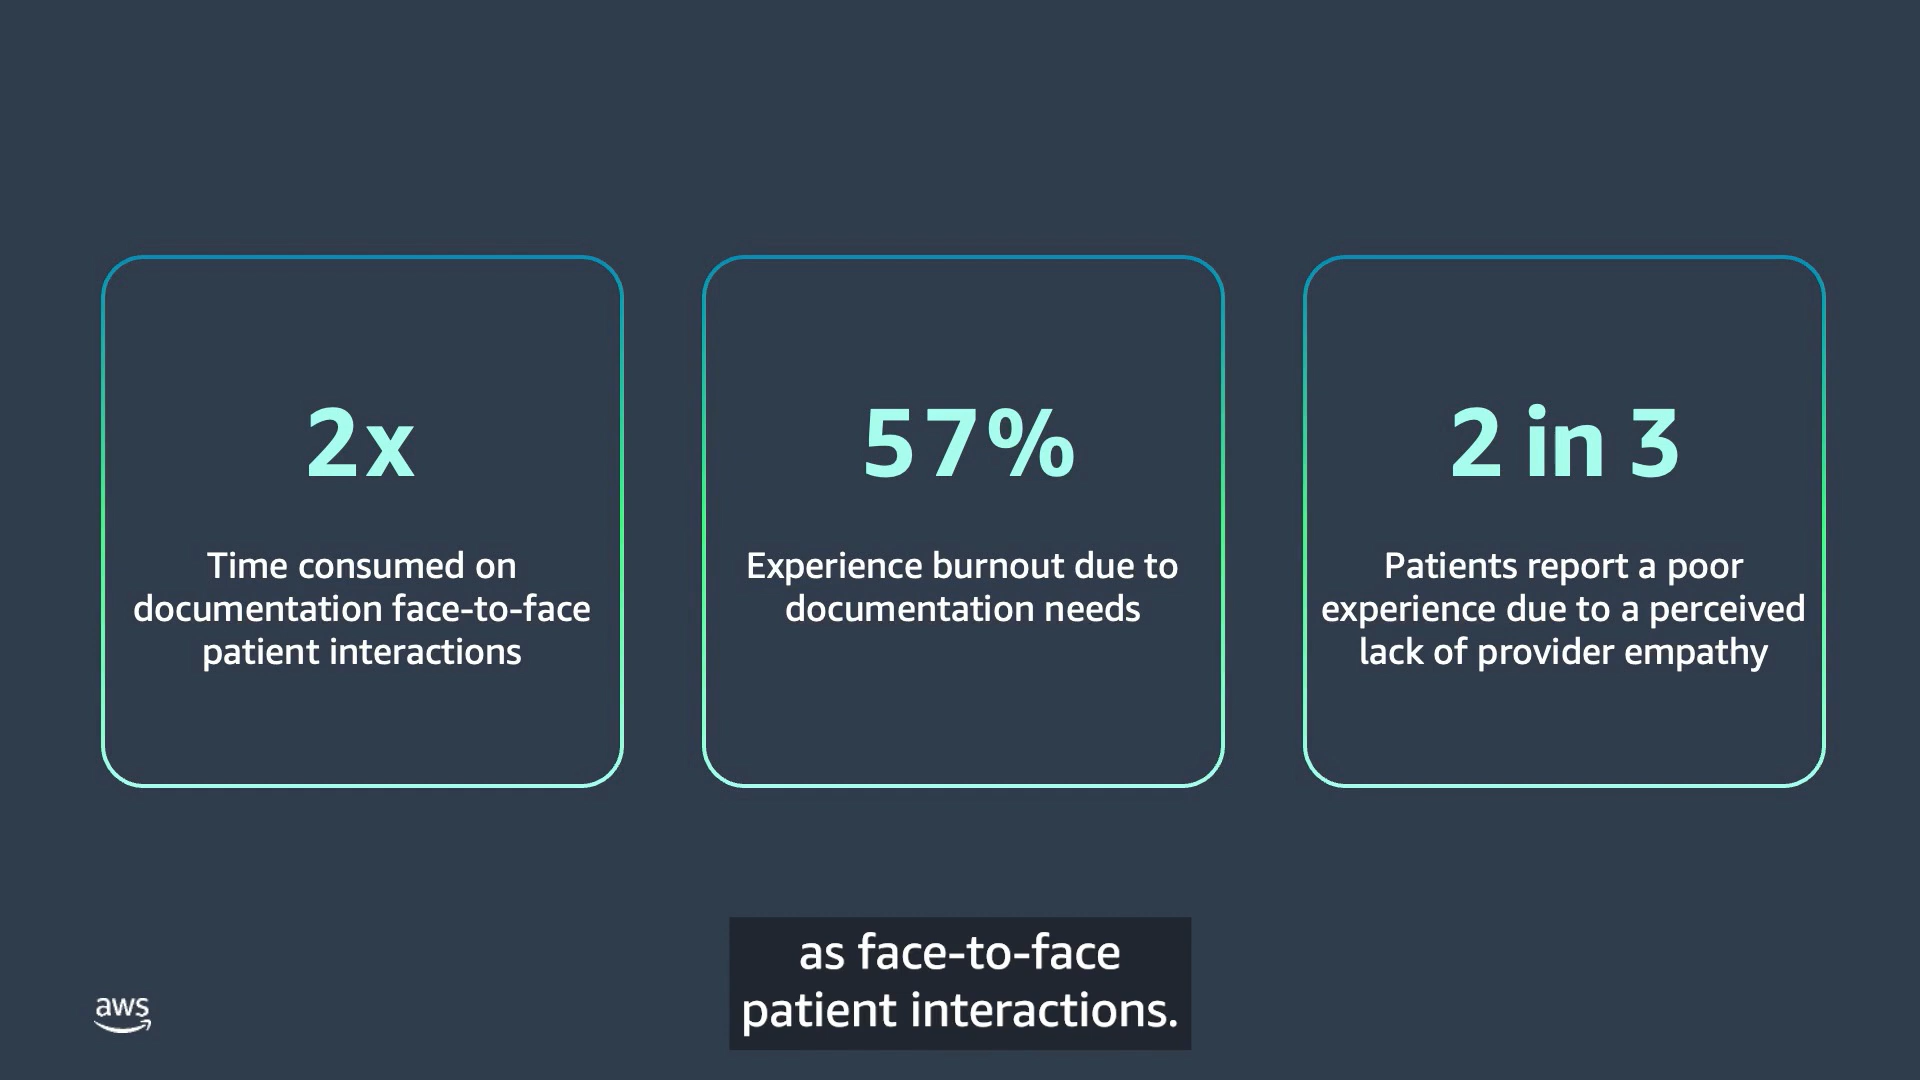 2x
Time consumed on
documentation face-to-face
patient interactions
57%
Experience burnout due to
documentation needs
2 in 3
Patients report a poor
experience due to a perceived
lack of provider empathy
as face-to-face
patient interactions.
aws